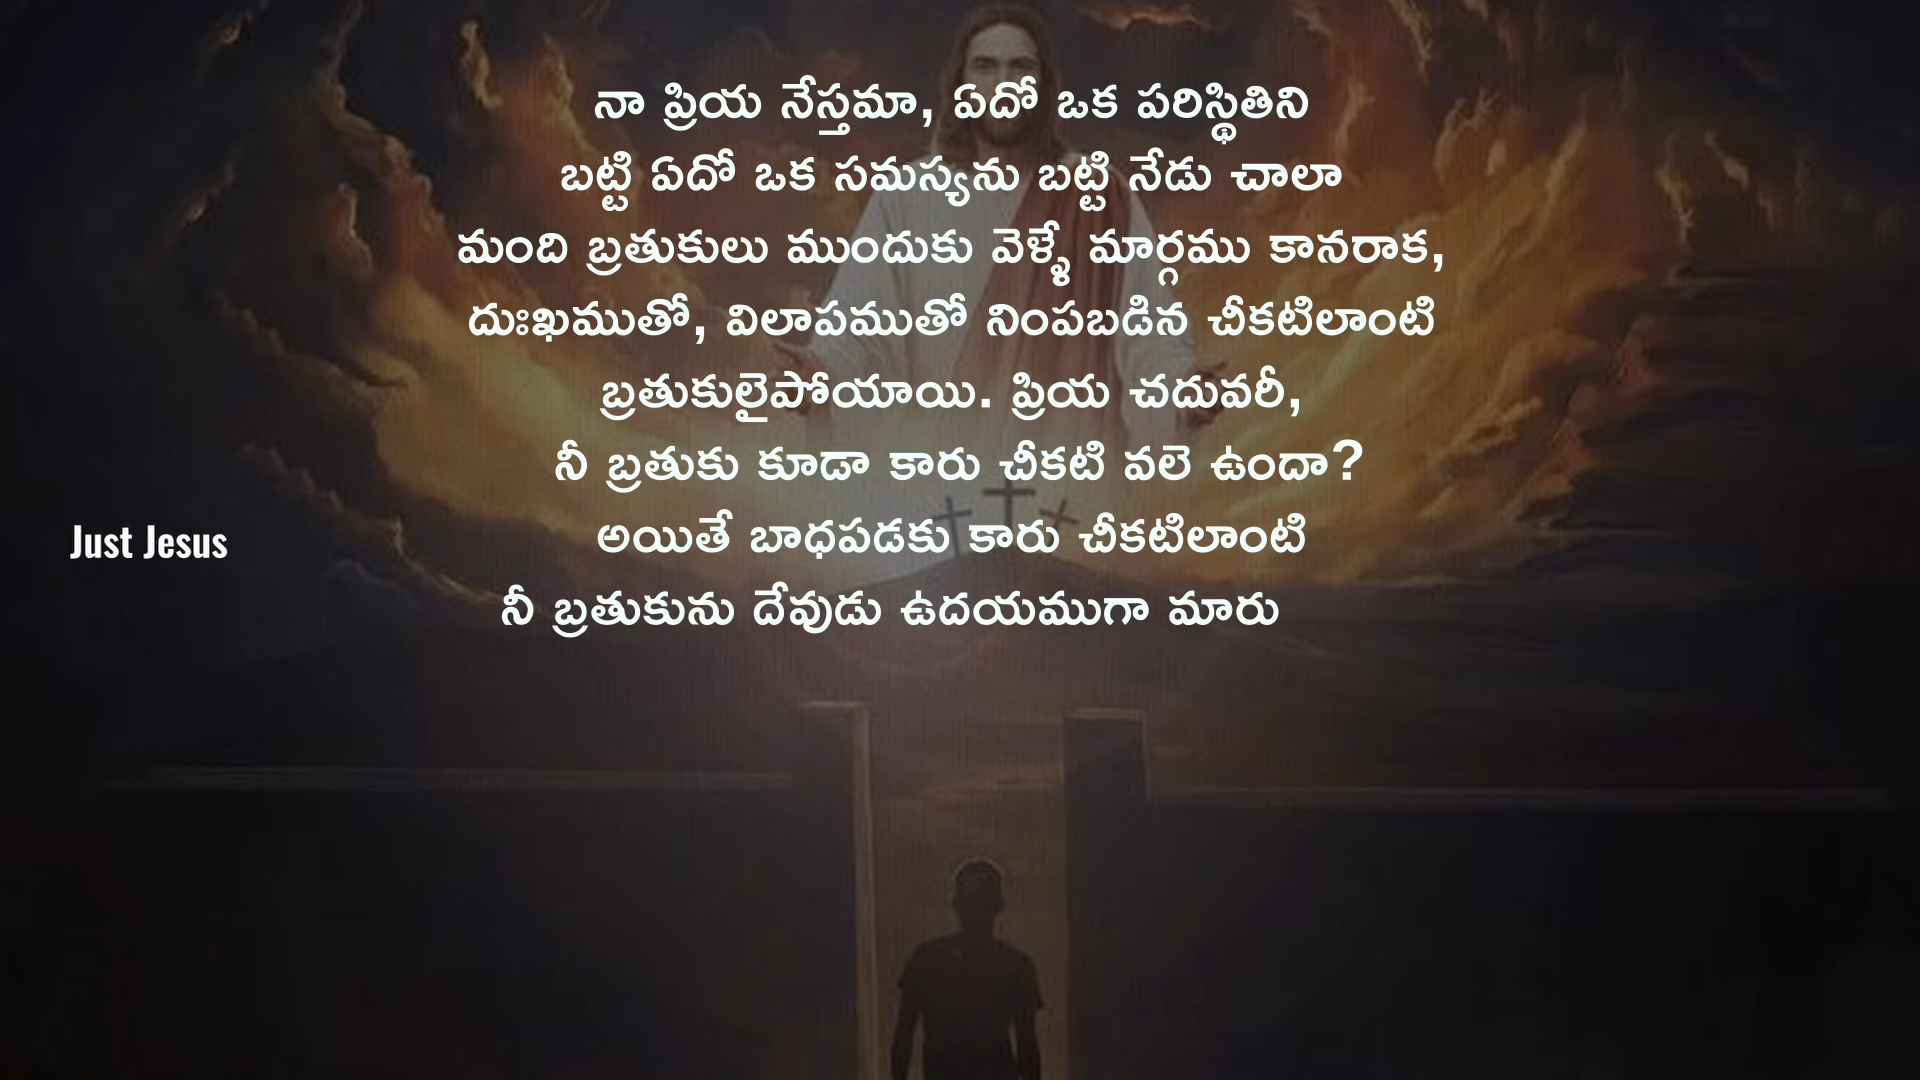 నా ప్రియ నేస్తమా, ఏదో ఒక పరిస్థితిని
బట్టి ఏదో ఒక సమస్యను బట్టి నేడు చాలా
మంది బ్రతుకులు ముందుకు వెళ్ళే మార్గము కానరాక,
దుఃఖముతో, విలాపముతో నింపబడిన చీకటిలాంటి
బ్రతుకులైపోయాయి. ప్రియ చదువరీ,
నీ బ్రతుకు కూడా కారు చీకటి వలె ఉందా?
అయితే బాధపడకు కారు చీకటిలాంటి
నీ బ్రతుకును దేవుడు ఉదయముగా మారు
Just Jesus